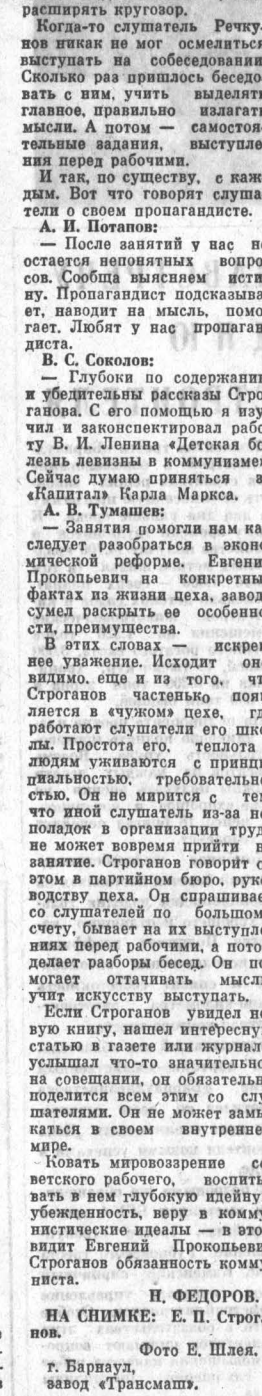 расширять кругозор.
Когда-то слушатель Речку-
нов никак не мог осмелиться
выступать на собеседовании
Сколько раз пришлось беседо-
вать с ним, учить выделять
главное, правильно излагать
мысли. А потом — самостоя-
тельные задания, выступле-
ния перед рабочими.
И так, по существу, с каж-
дым. Вот что говорят слуша-
тели о своем пропагандисте.
А. И. Потапов:
— После занятий у нас не
остается непонятных вопро-
сов. Сообща выясняем исти-
ну. Пропагандист подсказыва-
ет, наводит на мысль, помо-
гает. Любят у нас пропаган-
диста.
В. С. Соколов:
— Глубоки по содержанию
и убедительны рассказы Стро-
ганова. С его помощью я изу-
чил и законспектировал рабо-
ту В. И. Ленина «Детская бо-
лезнь левизны в коммунизме»
Сейчас думаю приняться з
«Капитал» Карла Маркса.
А. В. Тумашев:
— Занятия помогли нам как
следует разобраться в эконо-
мической реформе. Евгений
Прокопьевич на конкретных
фактах из жизни цеха, завод
сумел раскрыть ее особенно-
сти, преимущества.
В этих словах — искрен-
нее уважение. Исходит оно
видимо, еще и из того, что
Строганов частенько появ-
ляется в «чужом» цехе, где
работают слушатели его шко-
лы. Простота его, теплота
людям уживаются с принци-
пиальностью, требовательно-
стью. Он не мирится с тем
что иной слушатель из-за не
поладок в организации труд
не может вовремя прийти н
занятие. Строганов говорит о
этом в партийном бюро, руко-
водству цеха. Он спрашивает
со слушателей по большому
счету, бывает на их выступле-
ниях перед рабочими, а потом
делает разборы бесед. Он по-
могает оттачивать мысль
учит искусству выступать.
Если Строганов увидел но-
вую книгу, нашел интересную
статью в газете или журнале
услышал что-то значительное
на совещании, он обязательно
поделится всем этим со слу-
шателями. Он не может замы-
каться в своем внутреннем
мире.
Ковать мировоззрение со-
ветского рабочего, воспиты-
вать в нем глубокую идейную
убежденность, веру в комму-
нистические идеалы — в этом
видит Евгений Прокопьевич
Строганов обязанность комму-
ниста.
Н. ФЕДОРОВ.
НА СНИМКЕ: Е. П. Строга-
нов.
Фото Е. Шлея.
г. Барнаул,
завод «Трансмаш».